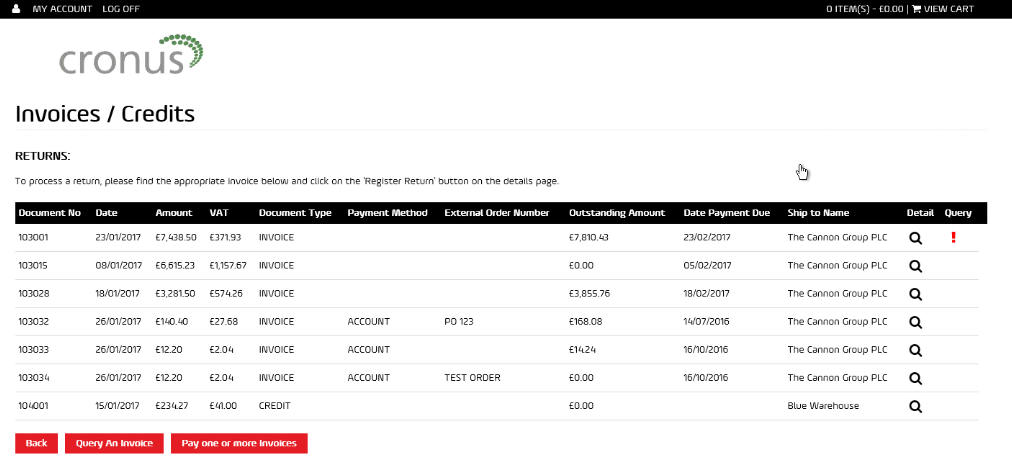 MY ACCOUNT LOG OFF 0 ITEM(S) - £0.00 | VIEW CART
cronus
Invoices / Credits
RETURNS:
To process a return, please find the appropriate invoice below and click on the 'Register Return' button on the details page.
Document No Date Amount VAT Document Type Payment Method External Order Number Outstanding Amount Date Payment Due Ship to Name Detail Query
103001 23/01/2017 £7,438.50 £371.93 INVOICE £7,810.43 23/02/2017 The Cannon Group PLC !
103015 08/01/2017 £6,615.23 £1,157.67 INVOICE £0.00 05/02/2017 The Cannon Group PLC
103028 18/01/2017 £3,281.50 £574.26 INVOICE £3,855.76 18/02/2017 The Cannon Group PLC
103032 26/01/2017 £140.40 £27.68 INVOICE ACCOUNT PO 123 £168.08 14/07/2016 The Cannon Group PLC
103033 26/01/2017 £12.20 £2.04 INVOICE ACCOUNT £14.24 16/10/2016 The Cannon Group PLC
103034 26/01/2017 £12.20 £2.04 INVOICE ACCOUNT TEST ORDER £0.00 16/10/2016 The Cannon Group PLC
104001 15/01/2017 £234.27 £41.00 CREDIT £0.00 Blue Warehouse
Back Query An Invoice Pay one or more Invoices